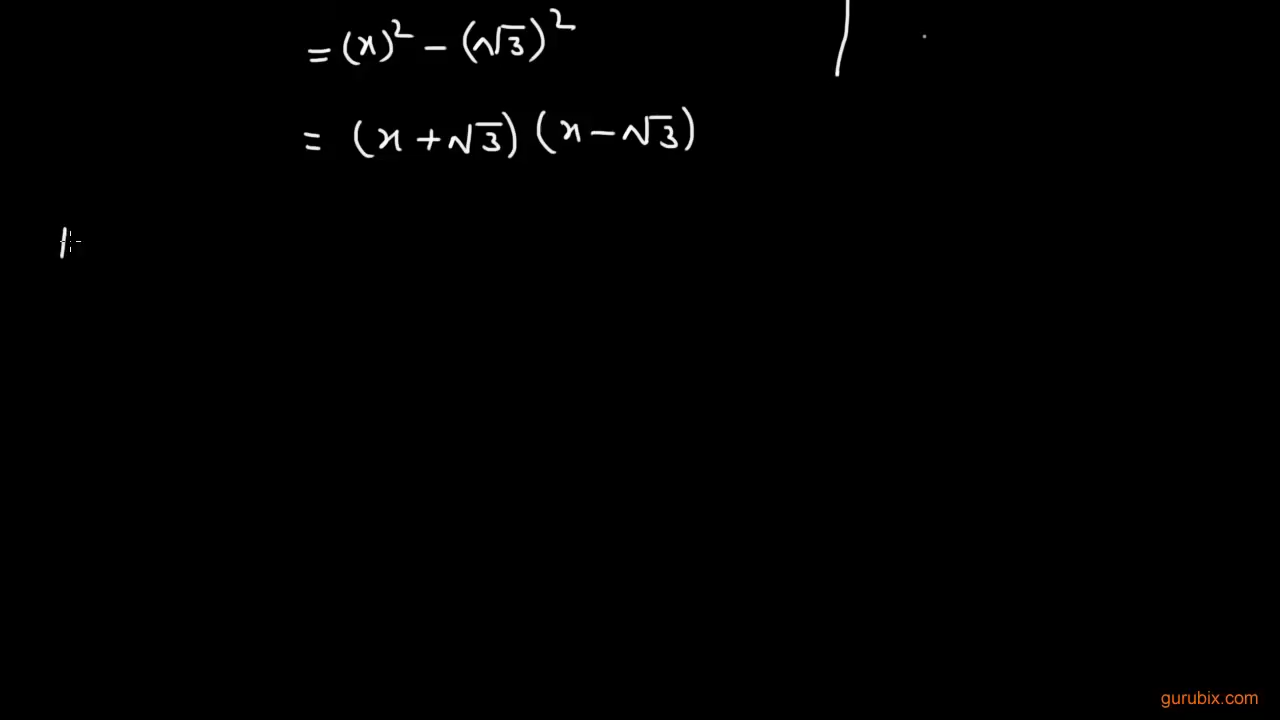 = (x)² - (√3)²
= (x + √3) (x - √3)
gurubix.com